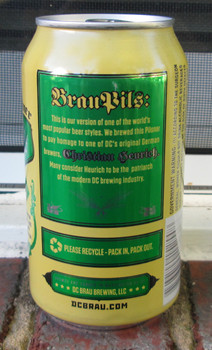 BrauPils:
This is our version of one of the world's
most popular beer styles. We brewed this Pilsner
to pay homage to one of DC's original German
brewers, Christian Heurich.
Many consider Heurich to be the patriarch
of the modern DC brewing industry.
PLEASE RECYCLE - PACK IN, PACK OUT.
DC BRAU BREWING, LLC
DCBRAU.COM
GOVERNMENT WARNING: